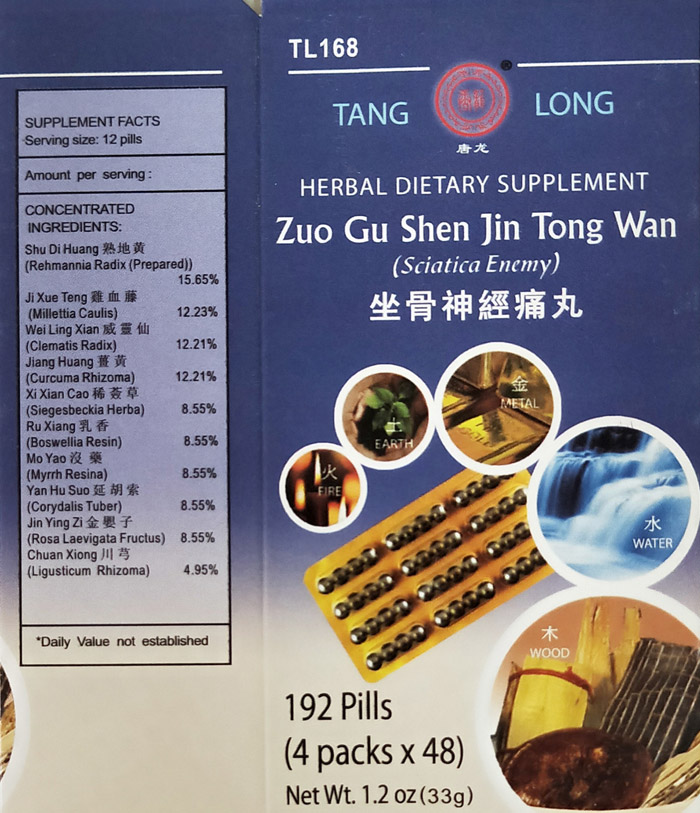 SUPPLEMENT FACTS
Serving size: 12 pills
Amount per serving :
CONCENTRATED
INGREDIENTS:
Shu Di Huang 熟地黃
(Rehmannia Radix (Prepared))
15.65%
Ji Xue Teng 雞血藤
(Millettia Caulis) 12.23%
Wei Ling Xian 威靈仙
(Clematis Radix) 12.21%
Jiang Huang 薑黃
(Curcuma Rhizoma) 12.21%
Xi Xian Cao 稀薟草
(Siegesbeckia Herba) 8.55%
Ru Xiang 乳香
(Boswellia Resin) 8.55%
Mo Yao 沒藥
(Myrrh Resina) 8.55%
Yan Hu Suo 延胡索
(Corydalis Tuber) 8.55%
Jin Ying Zi 金嬰子
(Rosa Laevigata Fructus) 8.55%
Chuan Xiong 川芎
(Ligusticum Rhizoma) 4.95%
*Daily Value not established
TL168
®
TANG LONG
唐龙
HERBAL DIETARY SUPPLEMENT
Zuo Gu Shen Jin Tong Wan
(Sciatica Enemy)
坐骨神經痛丸
金
METAL
土
EARTH
火
FIRE
水
WATER
木
WOOD
192 Pills
(4 packs x 48)
Net Wt. 1.2 oz (33g)